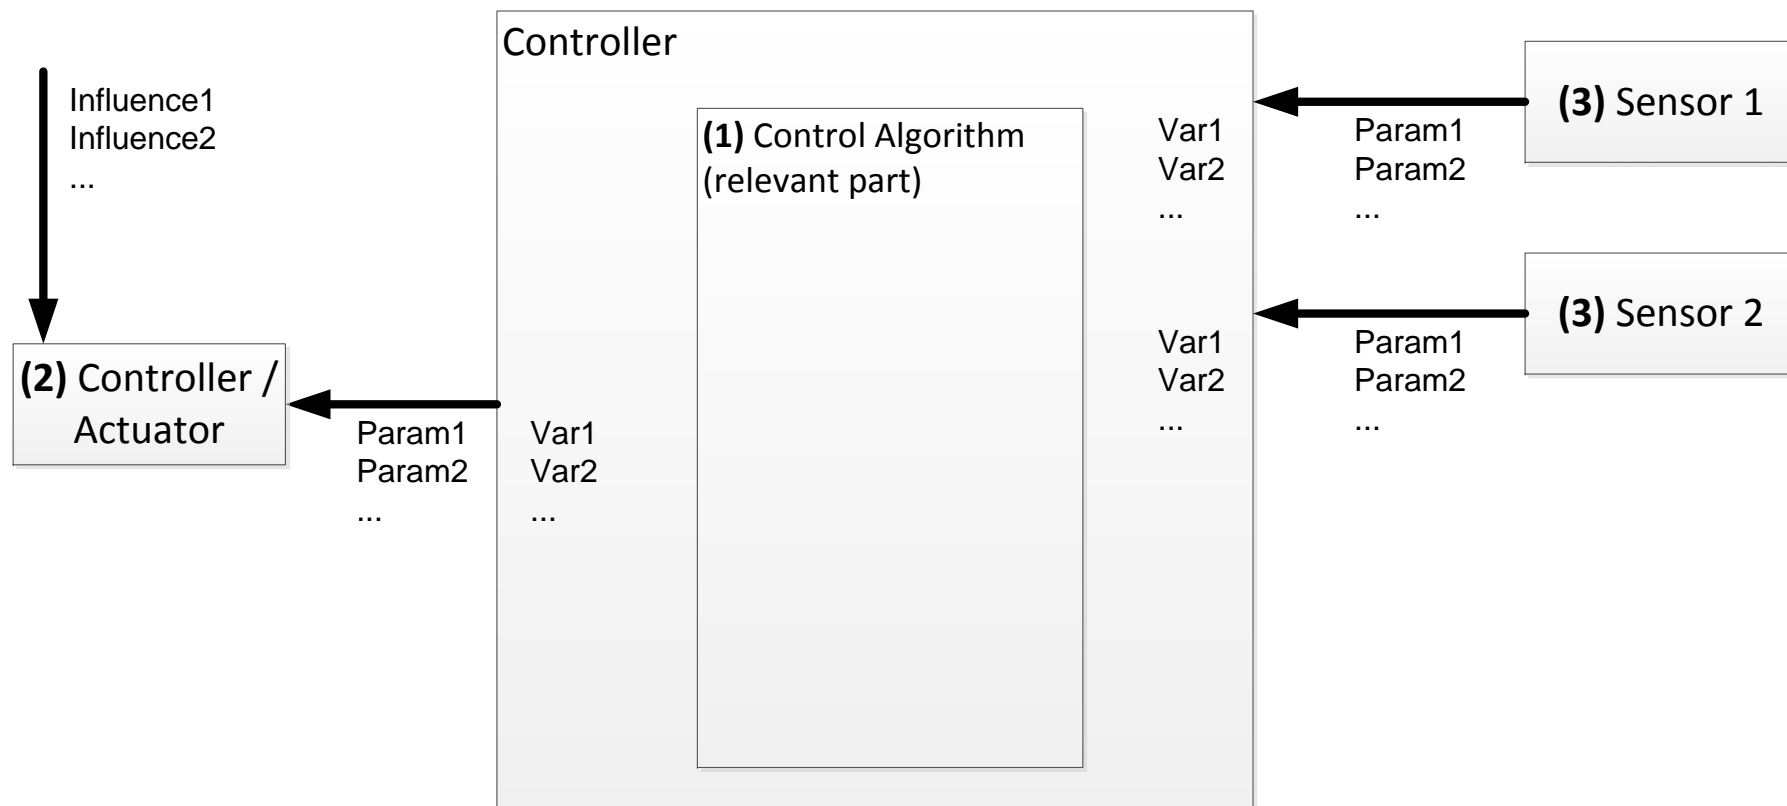 Controller
Influence1
Influence2
...
(1) Control Algorithm
(relevant part)
Var1
Var2
...
Param1
Param2
...
(3) Sensor 1
Var1
Var2
...
Param1
Param2
...
(3) Sensor 2
(2) Controller /
Actuator
Param1
Param2
...
Var1
Var2
...